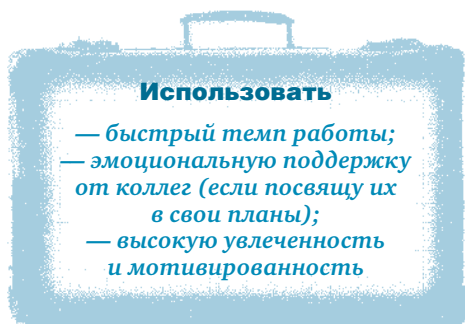 Использовать
— быстрый темп работы;
— эмоциональную поддержку
от коллег (если посвящу их
в свои планы);
— высокую увлеченность
и мотивированность